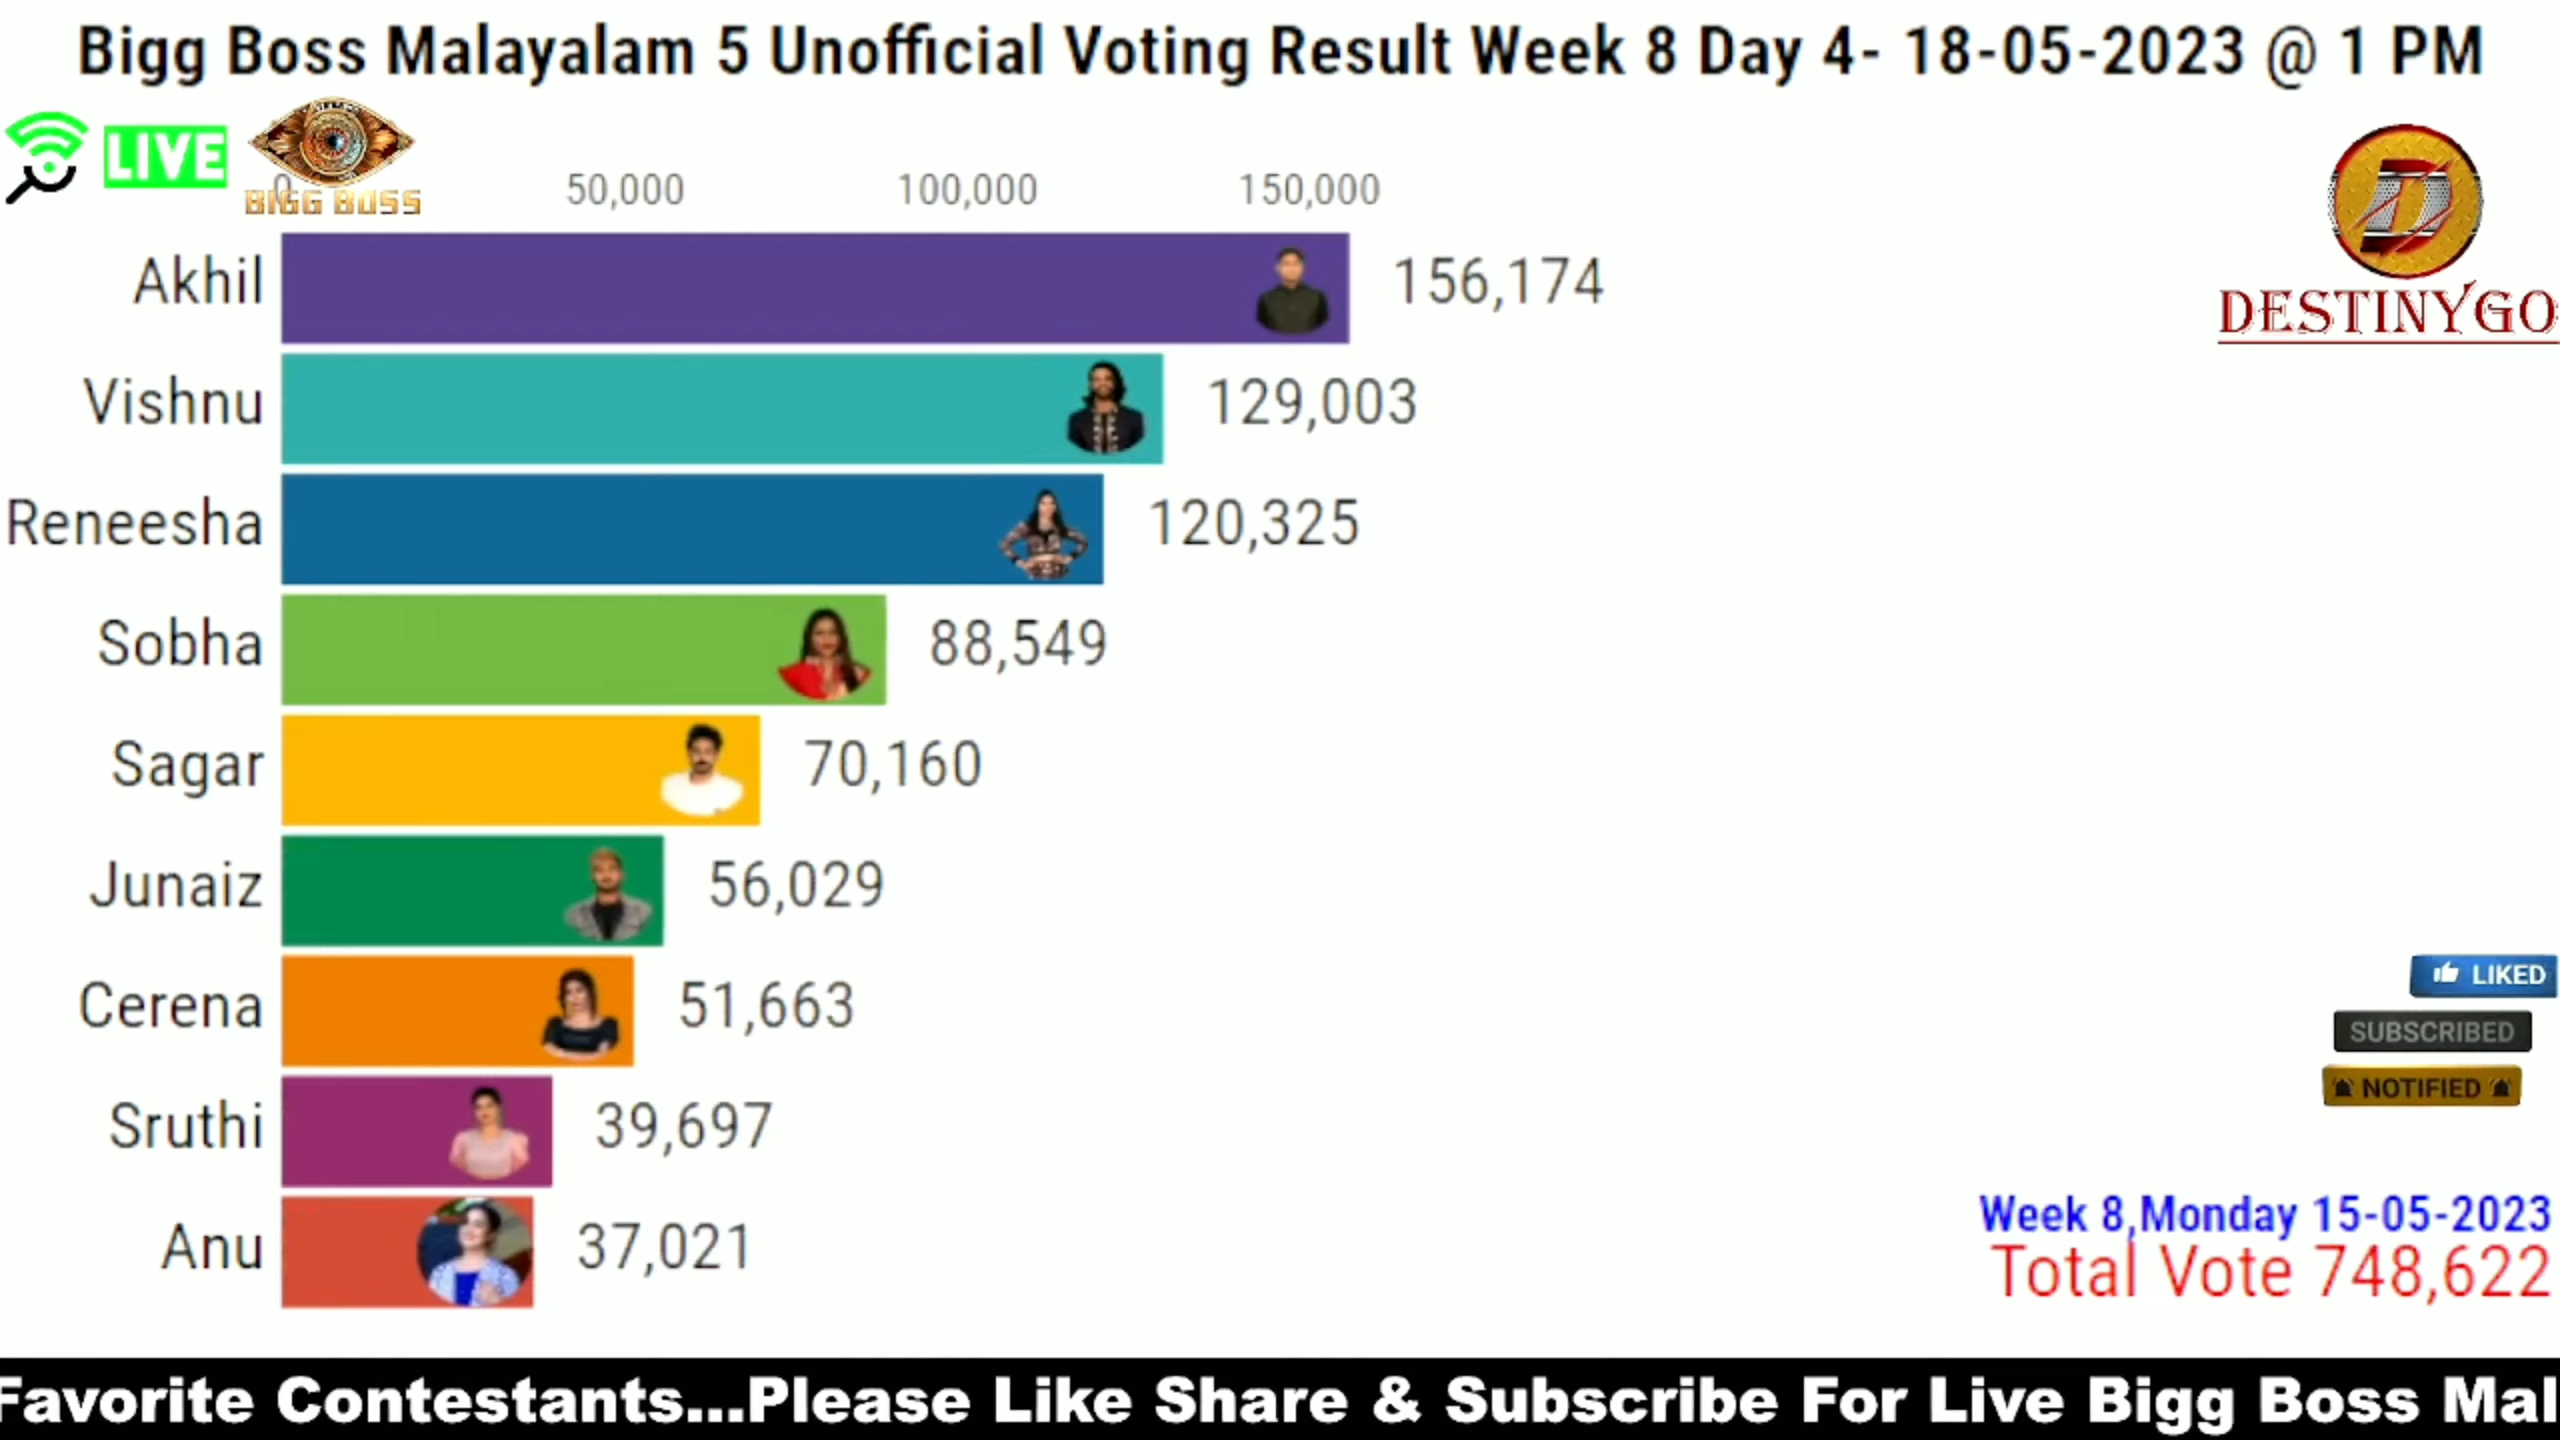 Bigg Boss Malayalam 5 Unofficial Voting Result Week 8 Day 4- 18-05-2023 @ 1 PM
LIVE
BIGG BOSS
0 50,000 100,000 150,000
DESTINYGO
Akhil 156,174
Vishnu 129,003
Reneesha 120,325
Sobha 88,549
Sagar 70,160
Junaiz 56,029
Cerena 51,663
LIKED
SUBSCRIBED
NOTIFIED
Sruthi 39,697
Anu 37,021
Week 8,Monday 15-05-2023
Total Vote 748,622
Favorite Contestants...Please Like Share & Subscribe For Live Bigg Boss Mal